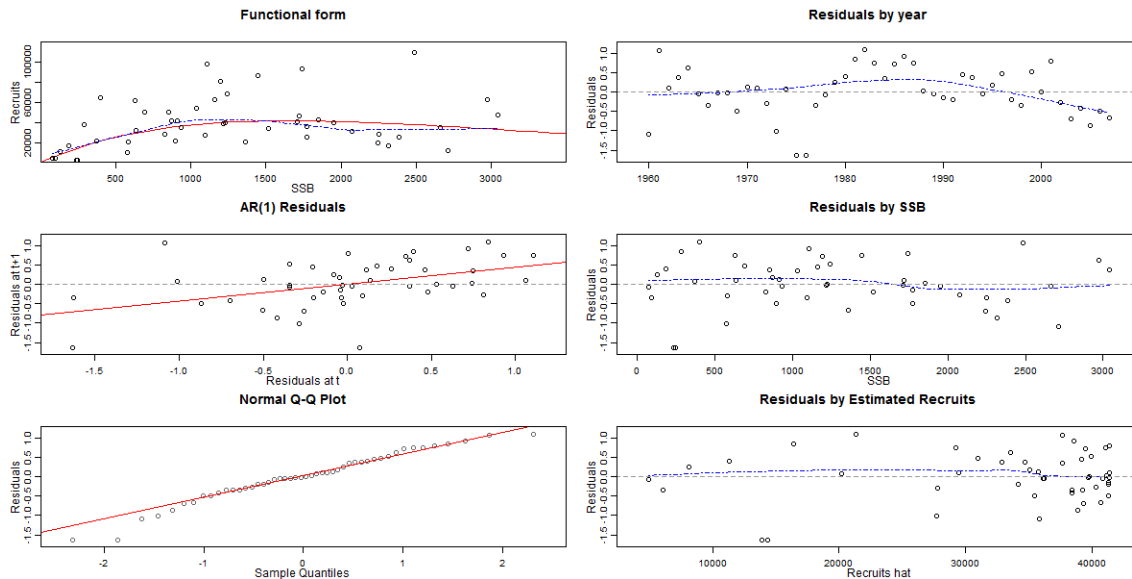 Functional form
Recruits
20000 60000 100000
500 1000 1500 2000 2500 3000
SSB
Residuals by year
Residuals
-1.5 -1.0 -0.5 0.0 0.5 1.0
1960 1970 1980 1990 2000
AR(1) Residuals
Residuals at t+1
-1.5 -1.0 -0.5 0.0 0.5 1.0
-1.5 -1.0 -0.5 0.0 0.5 1.0
Residuals at t
Residuals by SSB
Residuals
-1.5 -1.0 -0.5 0.0 0.5 1.0
0 500 1000 1500 2000 2500 3000
SSB
Normal Q-Q Plot
Residuals
-1.5 -1.0 -0.5 0.0 0.5 1.0
-2 -1 0 1 2
Sample Quantiles
Residuals by Estimated Recruits
Residuals
-1.5 -1.0 -0.5 0.0 0.5 1.0
10000 20000 30000 40000
Recruits hat